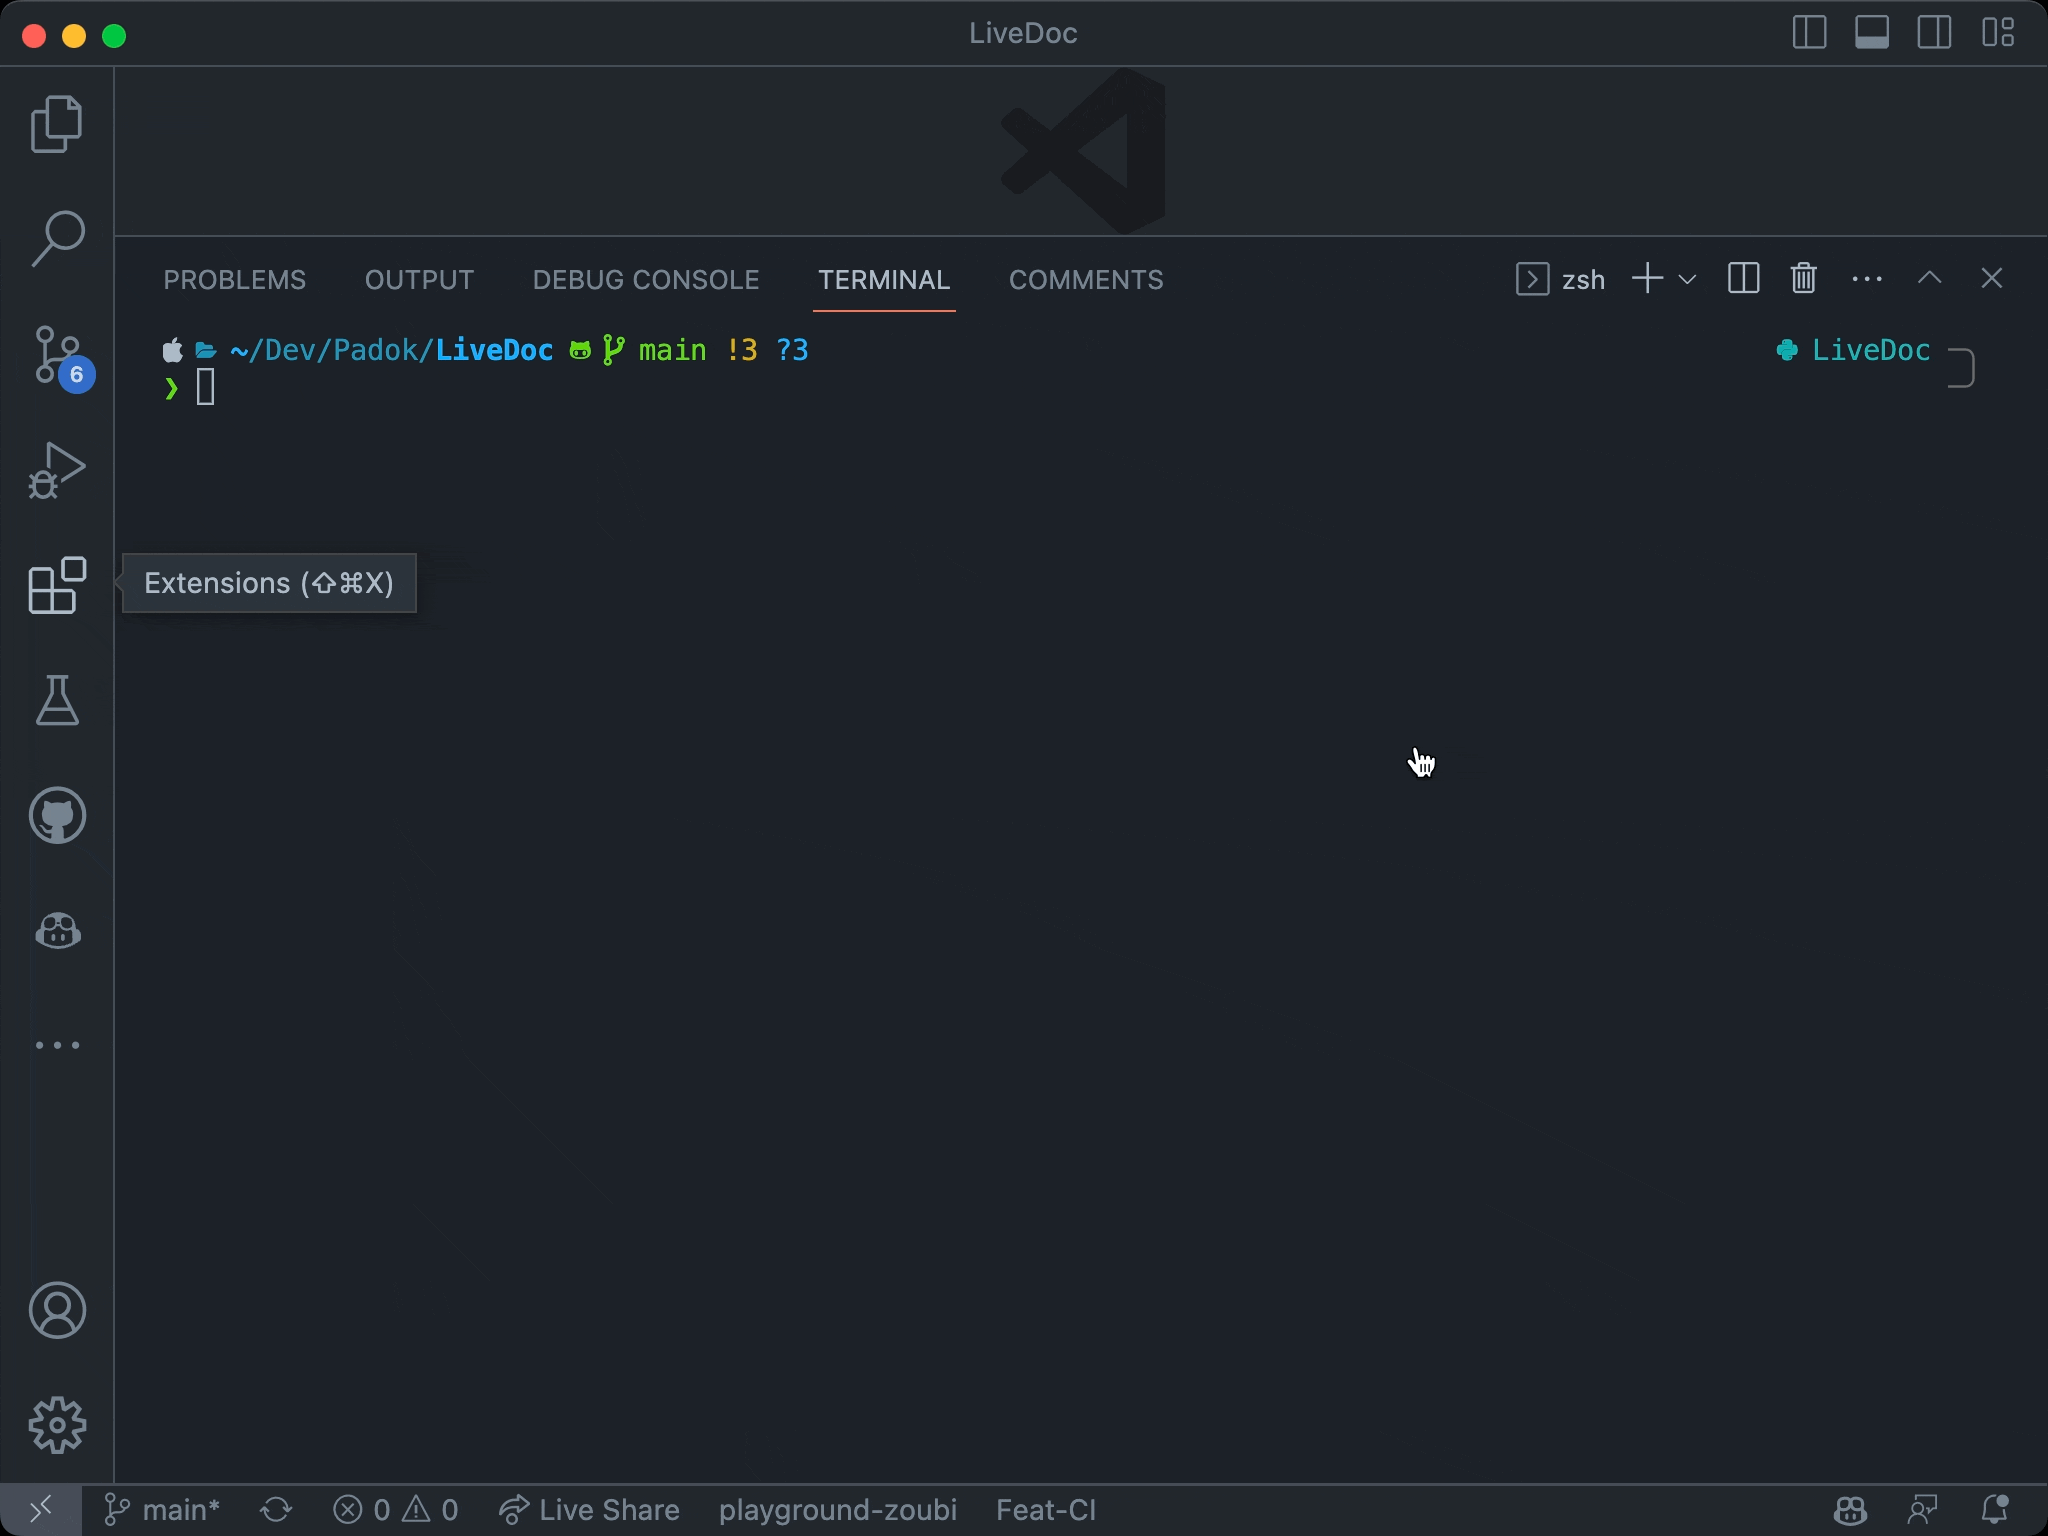 LiveDoc
PROBLEMS OUTPUT DEBUG CONSOLE TERMINAL COMMENTS zsh
~/Dev/Padok/LiveDoc main !3 ?3 LiveDoc
❯
6
Extensions (⇧⌘X)
main* 0 0 Live Share playground-zoubi Feat-CI